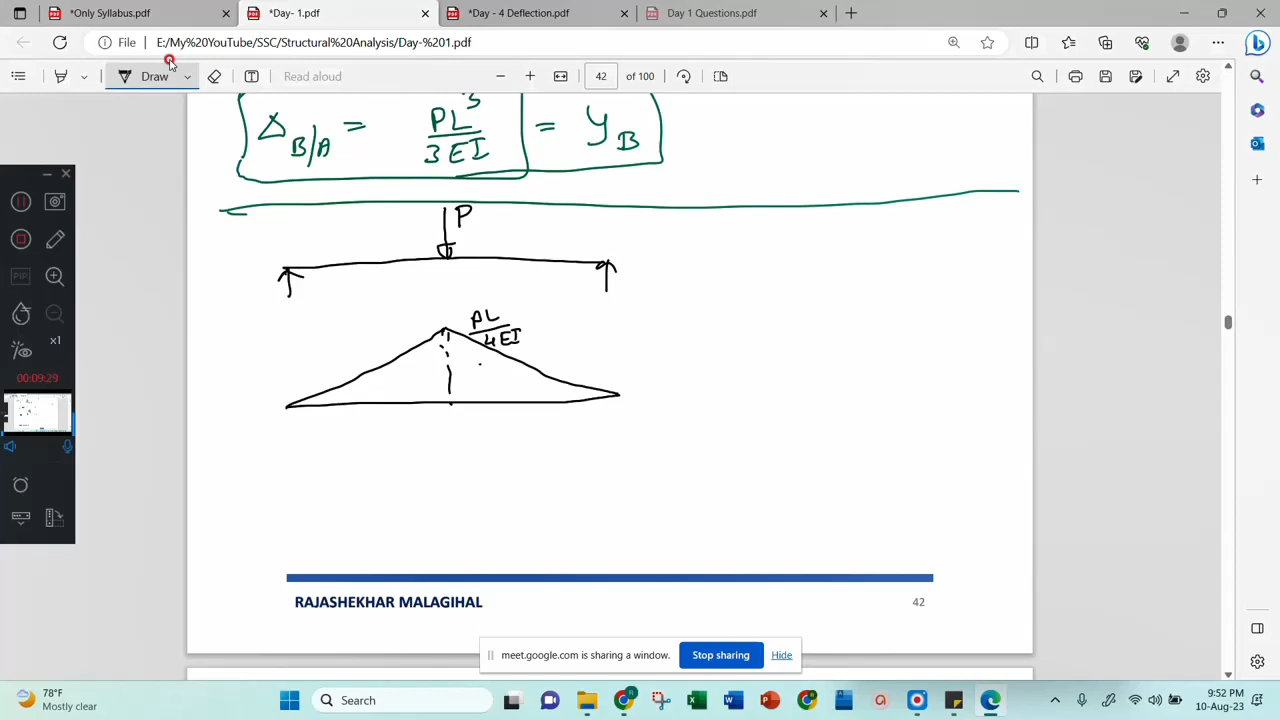 *Only Syllabus.pdf
*Day- 1.pdf
*Day - 4 Deflection.pdf
Day 1 Questions.pdf
File
E:/My%20YouTube/SSC/Structural%20Analysis/Day-%201.pdf
Draw
Read aloud
42
of 100
Δ B/A = PL³/3EI = yB
P
PL/4EI
PIP
x1
00:09:29
RAJASHEKHAR MALAGIHAL
42
meet.google.com is sharing a window.
Stop sharing
Hide
78°F
Mostly clear
Search
9:52 PM
10-Aug-23